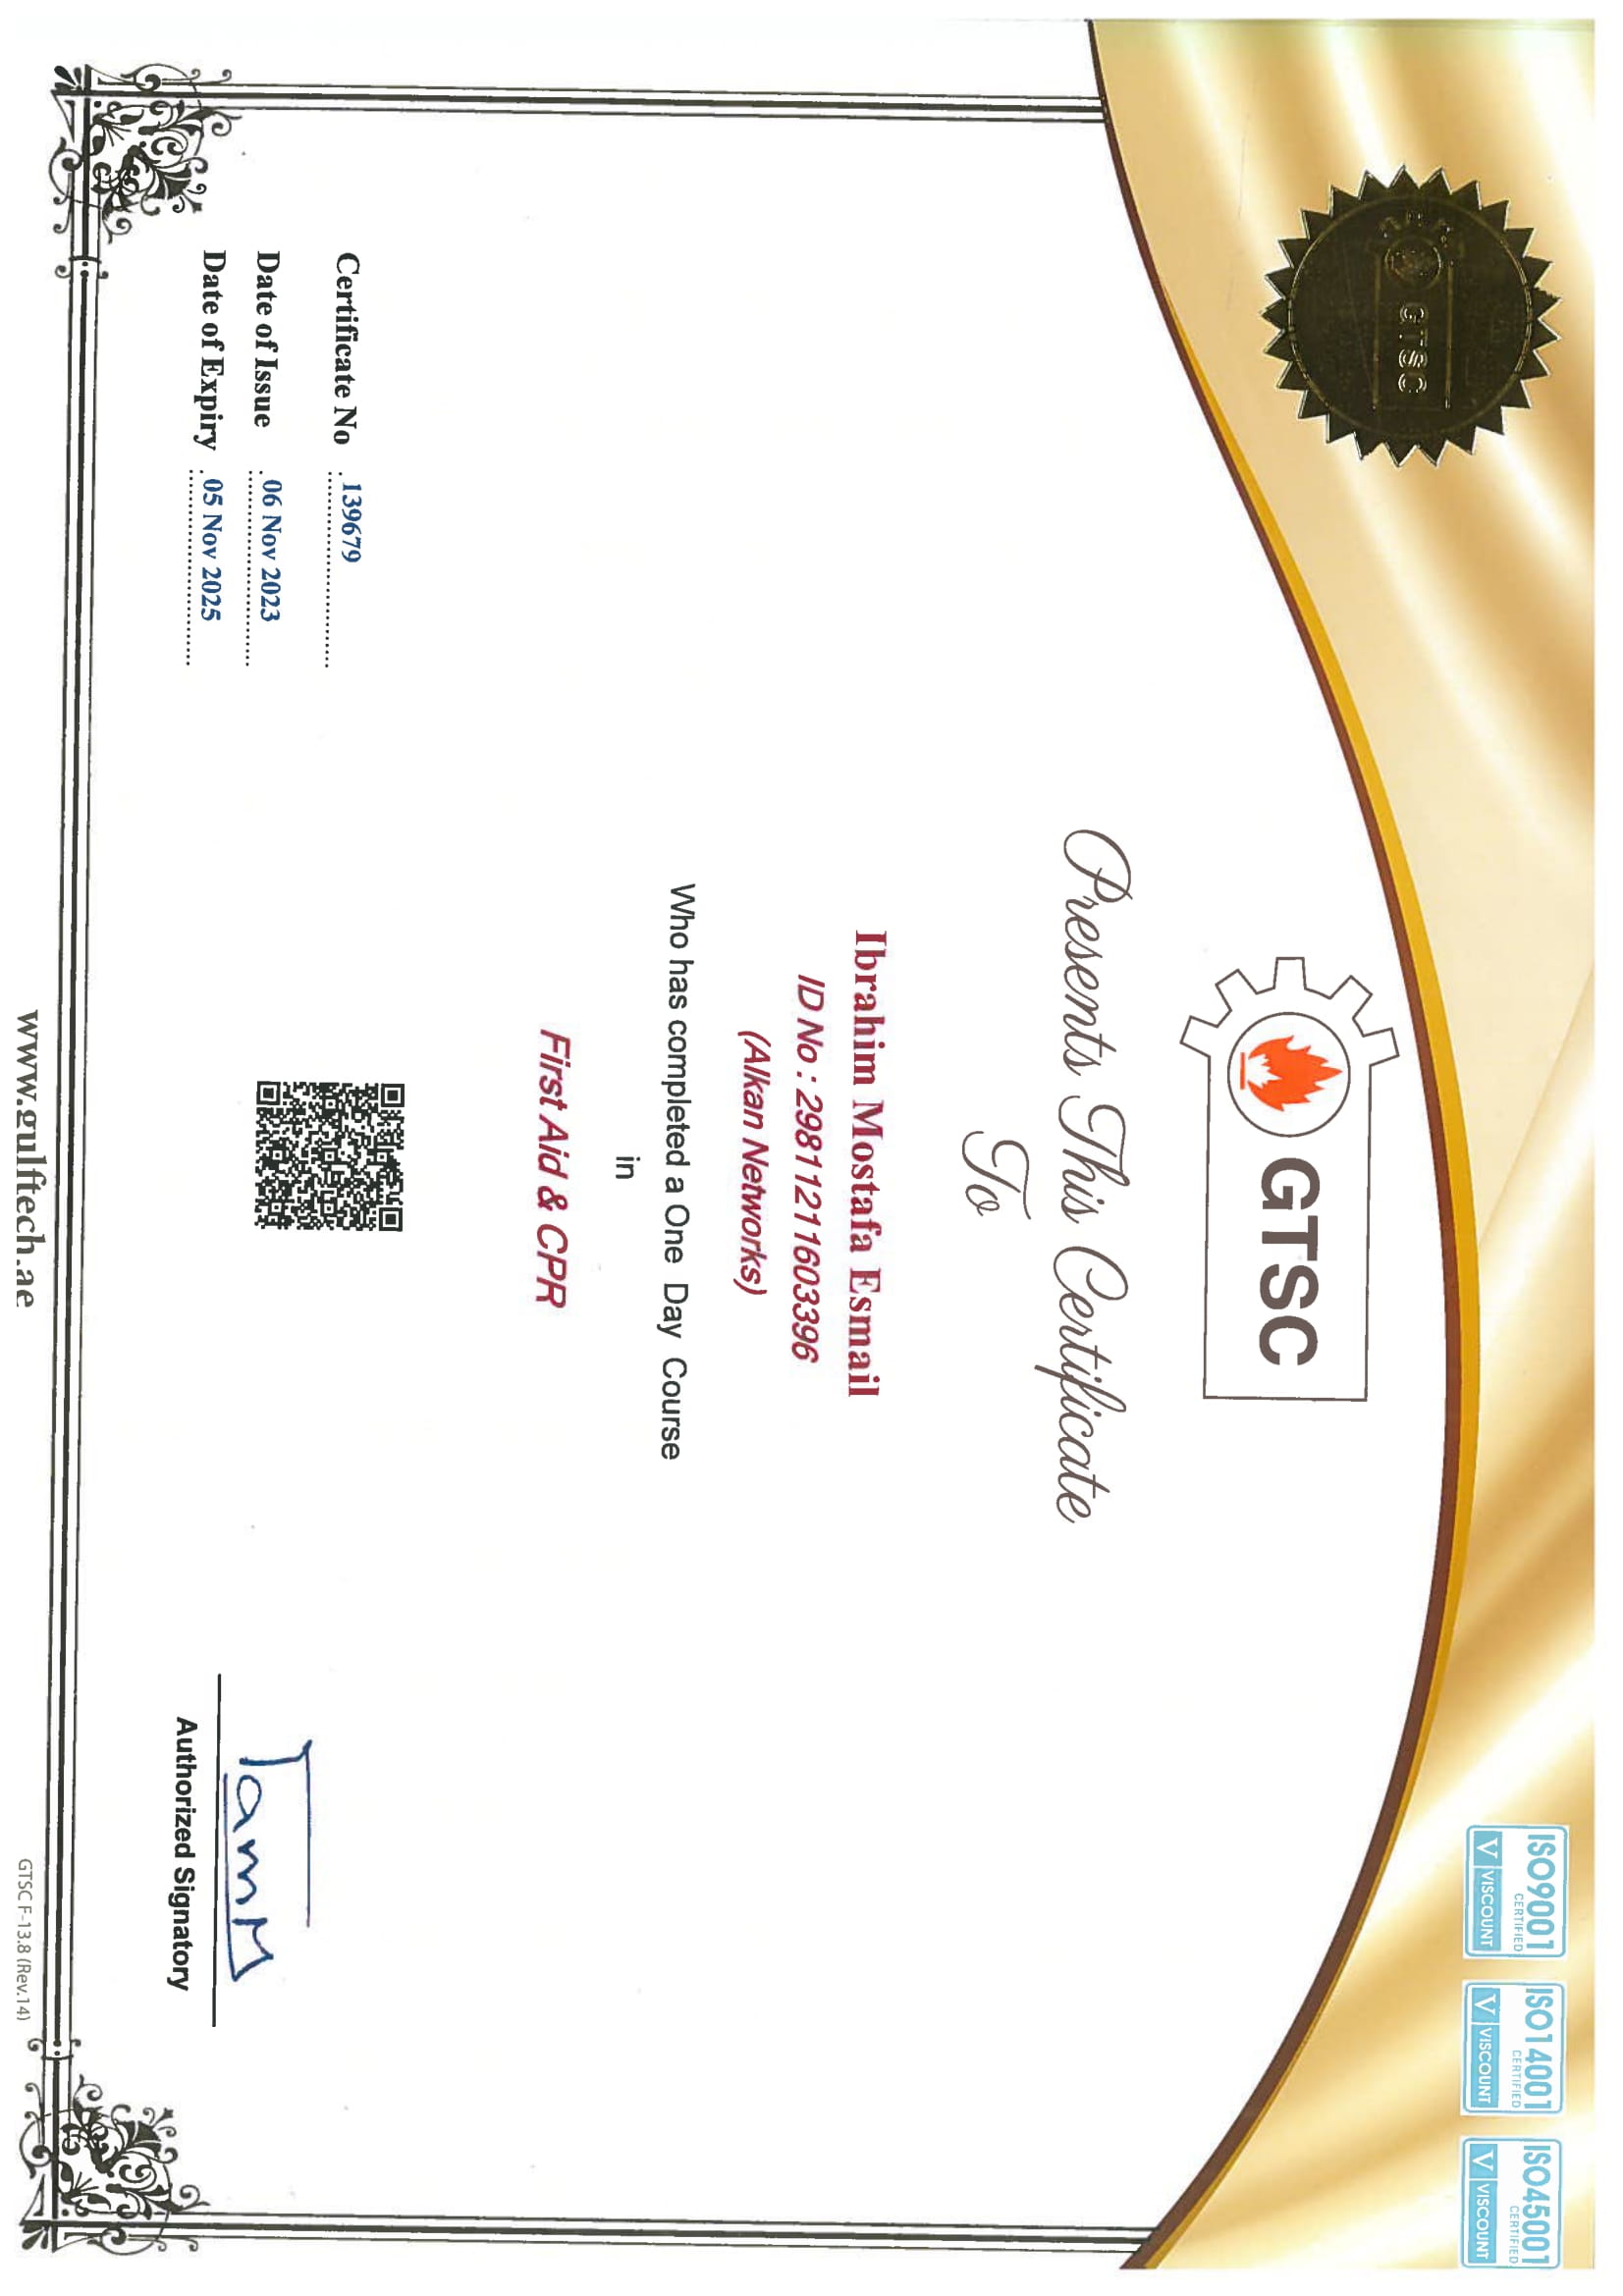 ISO9001
CERTIFIED
V VISCOUNT
ISO14001
CERTIFIED
V VISCOUNT
ISO45001
CERTIFIED
V VISCOUNT
GTSC
GTSC
Presents This Certificate
To
Ibrahim Mostafa Esmail
ID No : 29811211603396
(Alkan Networks)
Who has completed a One Day Course
in
First Aid & CPR
Certificate No 139679
Date of Issue 06 Nov 2023
Date of Expiry 05 Nov 2025
TamM
Authorized Signatory
www.gulftech.ae
GTSC F-13.8 (Rev.14)